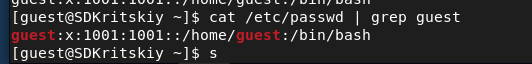 guest:x:1001:1001::/home/guest:/bin/bash
[guest@SDKritskiy ~]$ cat /etc/passwd | grep guest
guest:x:1001:1001::/home/guest:/bin/bash
[guest@SDKritskiy ~]$ s